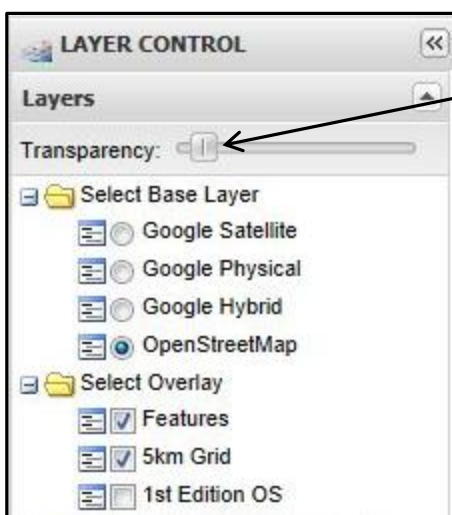 LAYER CONTROL
Layers
Transparency:
Select Base Layer
Google Satellite
Google Physical
Google Hybrid
OpenStreetMap
Select Overlay
Features
5km Grid
1st Edition OS